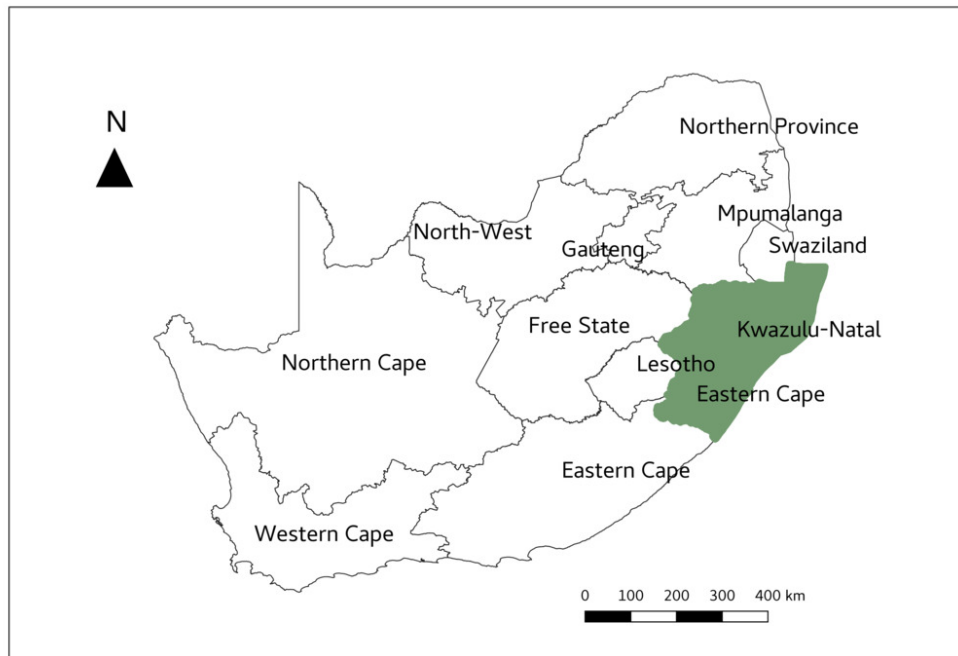 N
Northern Province
Mpumalanga
North-West
Gauteng
Swaziland
Free State
Kwazulu-Natal
Northern Cape
Lesotho
Eastern Cape
Eastern Cape
Western Cape
0 100 200 300 400 km